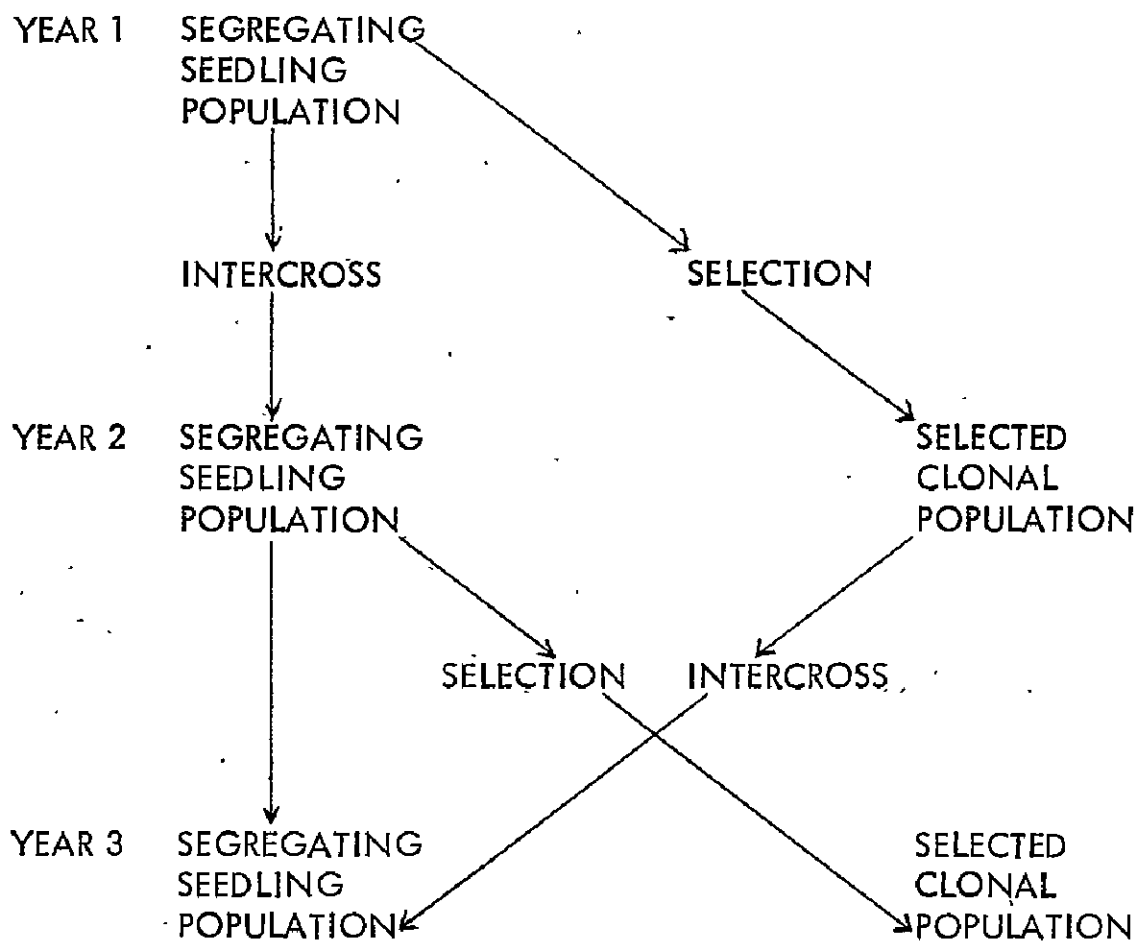 YEAR 1 SEGREGATING
SEEDLING
POPULATION
INTERCROSS SELECTION
YEAR 2 SEGREGATING
SEEDLING
POPULATION
SELECTED
CLONAL
POPULATION
SELECTION INTERCROSS
YEAR 3 SEGREGATING
SEEDLING
POPULATION
SELECTED
CLONAL
POPULATION